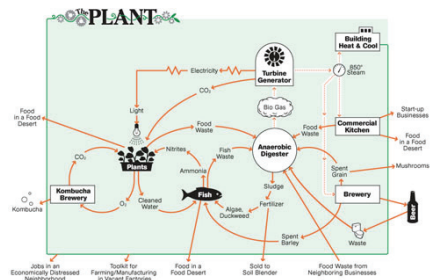 The PLANT
Building
Heat & Cool
Turbine
Generator
850°
Steam
Electricity
CO₂
Light
Bio Gas
Start-up
Businesses
Commercial
Kitchen
Food
in a Food
Desert
Food
Waste
Food
Waste
Fish
Waste
Anaerobic
Digester
Food
in a Food
Desert
Plants
Nitrites
Ammonia
CO₂
O₂
Kombucha
Brewery
Kombucha
Cleaned
Water
Fish
Algae,
Duckweed
Sludge
Fertilizer
Spent
Grain
Mushrooms
Brewery
Beer
Waste
Spent
Barley
Jobs in an
Economically Distressed
Neighborhood
Toolkit for
Farming/Manufacturing
in Vacant Factories
Food in a
Food Desert
Sold to
Soil Blender
Food Waste from
Neighboring Businesses